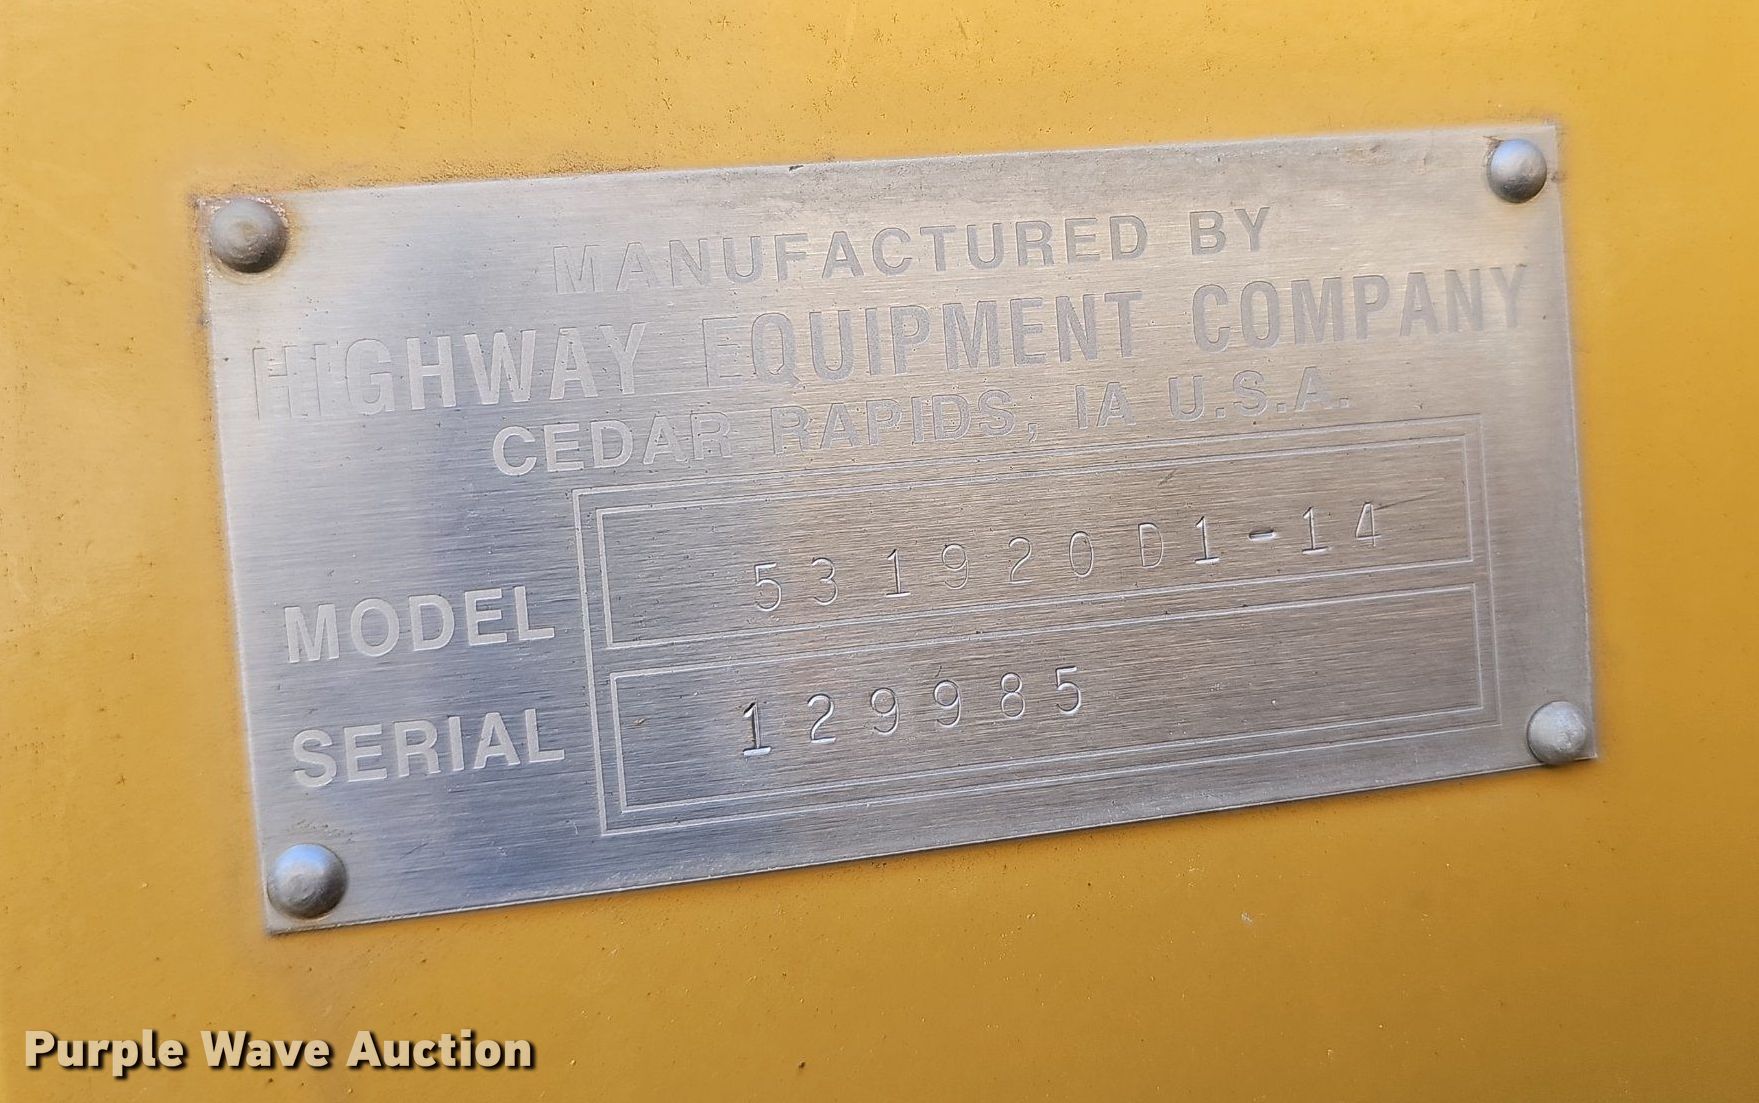 MANUFACTURED BY
HIGHWAY EQUIPMENT COMPANY
CEDAR RAPIDS, IA U.S.A.
MODEL 531920D1-14
SERIAL 129985
Purple Wave Auction